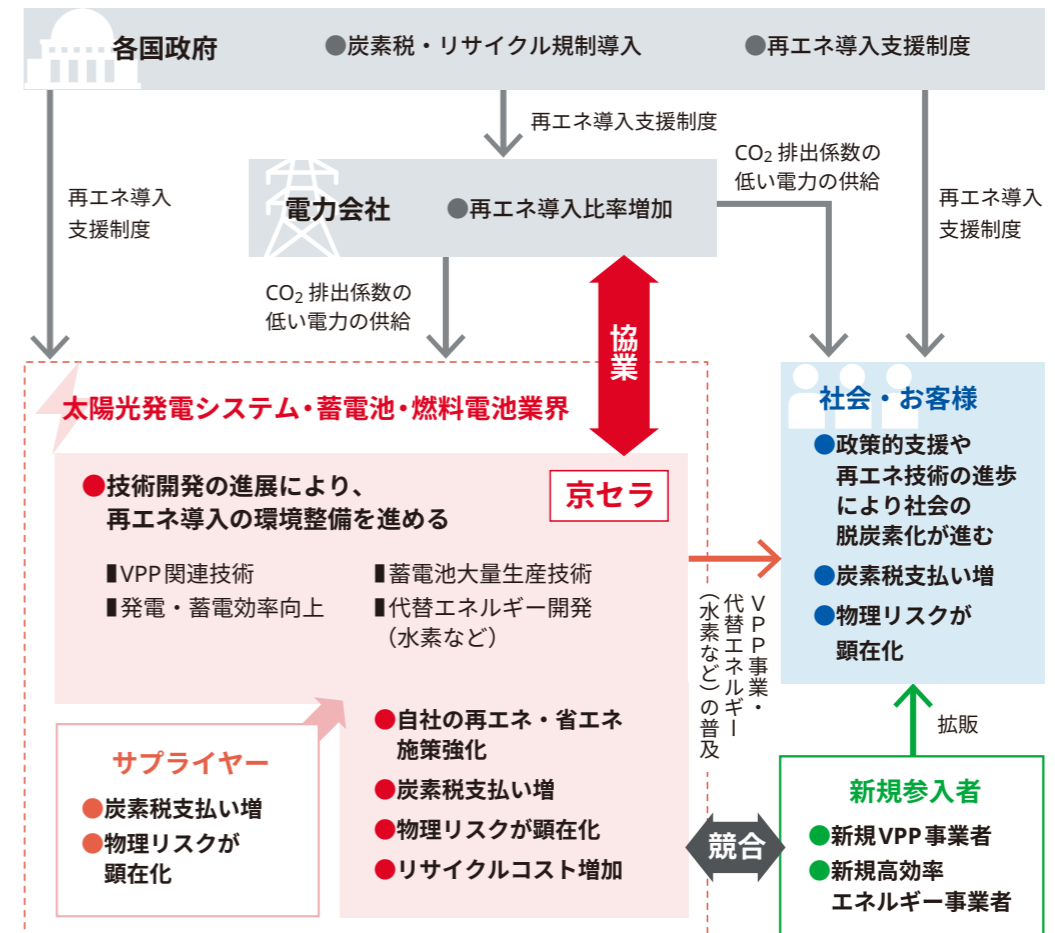 各国政府
●炭素税・リサイクル規制導入
●再エネ導入支援制度
再エネ導入支援制度
再エネ導入
支援制度
CO₂ 排出係数の
低い電力の供給
再エネ導入
支援制度
電力会社
●再エネ導入比率増加
CO₂ 排出係数の
低い電力の供給
協業
太陽光発電システム・蓄電池・燃料電池業界
京セラ
●技術開発の進展により、
再エネ導入の環境整備を進める
▮VPP関連技術
▮発電・蓄電効率向上
▮蓄電池大量生産技術
▮代替エネルギー開発
（水素など）
●自社の再エネ・省エネ
施策強化
●炭素税支払い増
●物理リスクが顕在化
●リサイクルコスト増加
サプライヤー
●炭素税支払い増
●物理リスクが
顕在化
VPP事業・
代替エネルギー
（水素など）の普及
社会・お客様
●政策的支援や
再エネ技術の進歩
により社会の
脱炭素化が進む
●炭素税支払い増
●物理リスクが
顕在化
拡販
競合
新規参入者
●新規VPP事業者
●新規高効率
エネルギー事業者